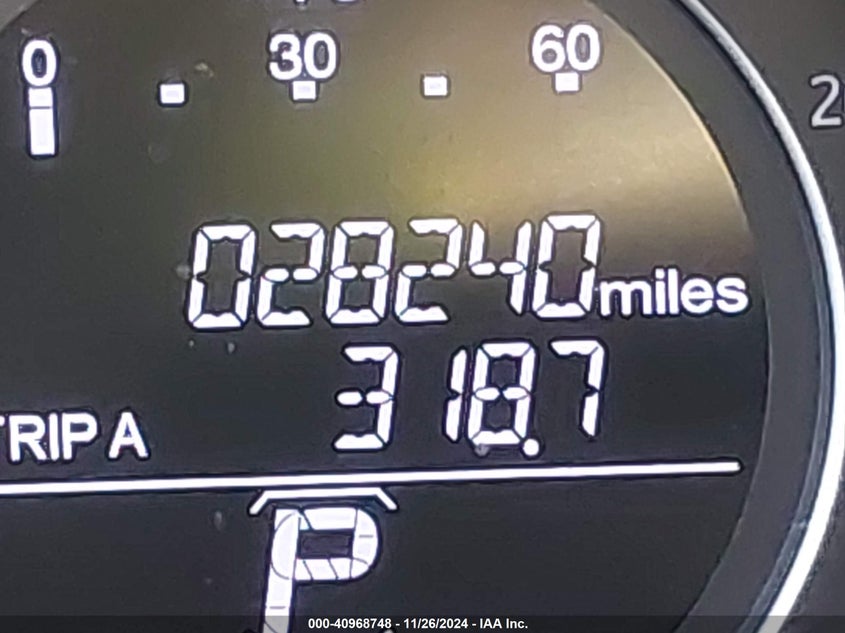 0 30 60
028240 miles
TRIP A 318.7
P
000-40968748 - 11/26/2024 - IAA Inc.